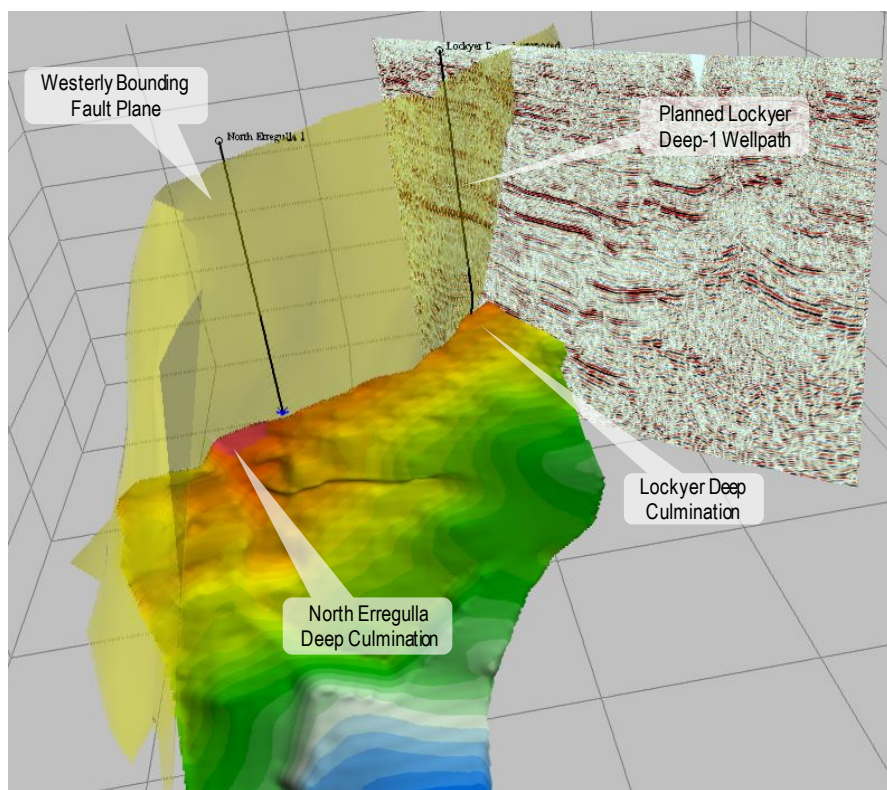 Westerly Bounding
Fault Plane
North Erregulla 1
Lockyer
Planned Lockyer
Deep-1 Wellpath
Lockyer Deep
Culmination
North Erregulla
Deep Culmination